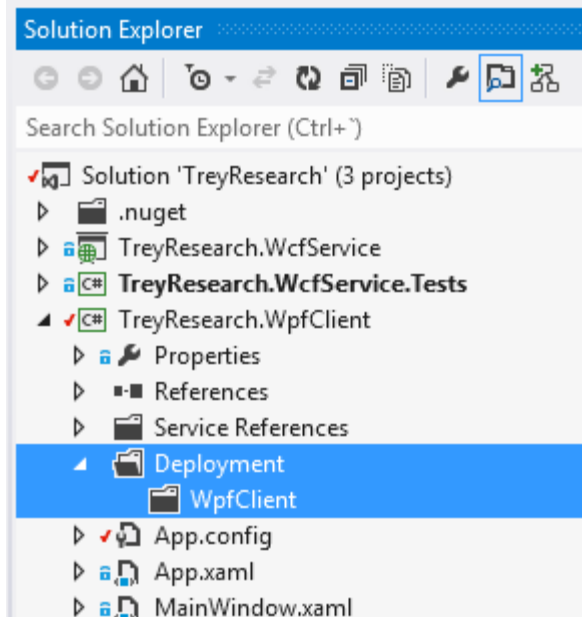 Solution Explorer
Search Solution Explorer (Ctrl+`)
Solution 'TreyResearch' (3 projects)
.nuget
TreyResearch.WcfService
C# TreyResearch.WcfService.Tests
C# TreyResearch.WpfClient
Properties
References
Service References
Deployment
WpfClient
App.config
App.xaml
MainWindow.xaml